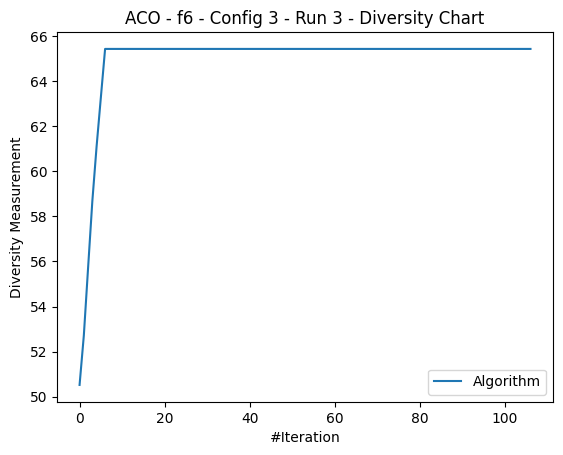 ACO - f6 - Config 3 - Run 3 - Diversity Chart
66
64
62
60
58
56
54
52
50
Diversity Measurement
0 20 40 60 80 100
#Iteration
Algorithm